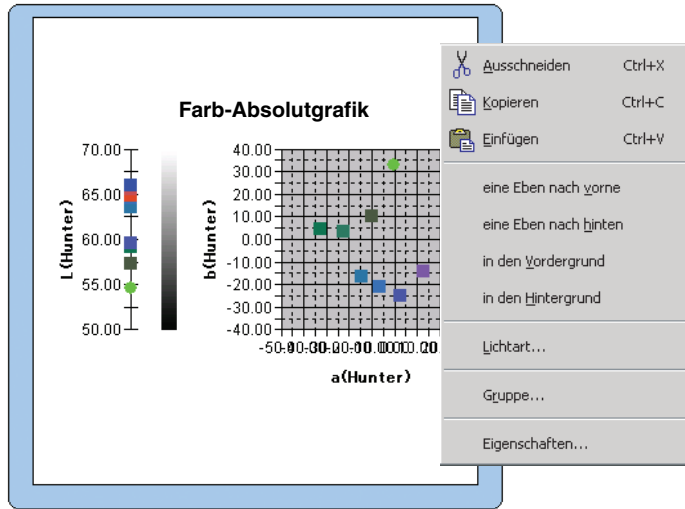 Farb-Absolutgrafik
L(Hunter)
70.00
65.00
60.00
55.00
50.00
b(Hunter)
40.00
30.00
20.00
10.00
0.00
-10.00
-20.00
-30.00
-40.00
a(Hunter)
Ausschneiden Ctrl+X
Kopieren Ctrl+C
Einfügen Ctrl+V
eine Eben nach vorne
eine Eben nach hinten
in den Vordergrund
in den Hintergrund
Lichtart...
Gruppe...
Eigenschaften...